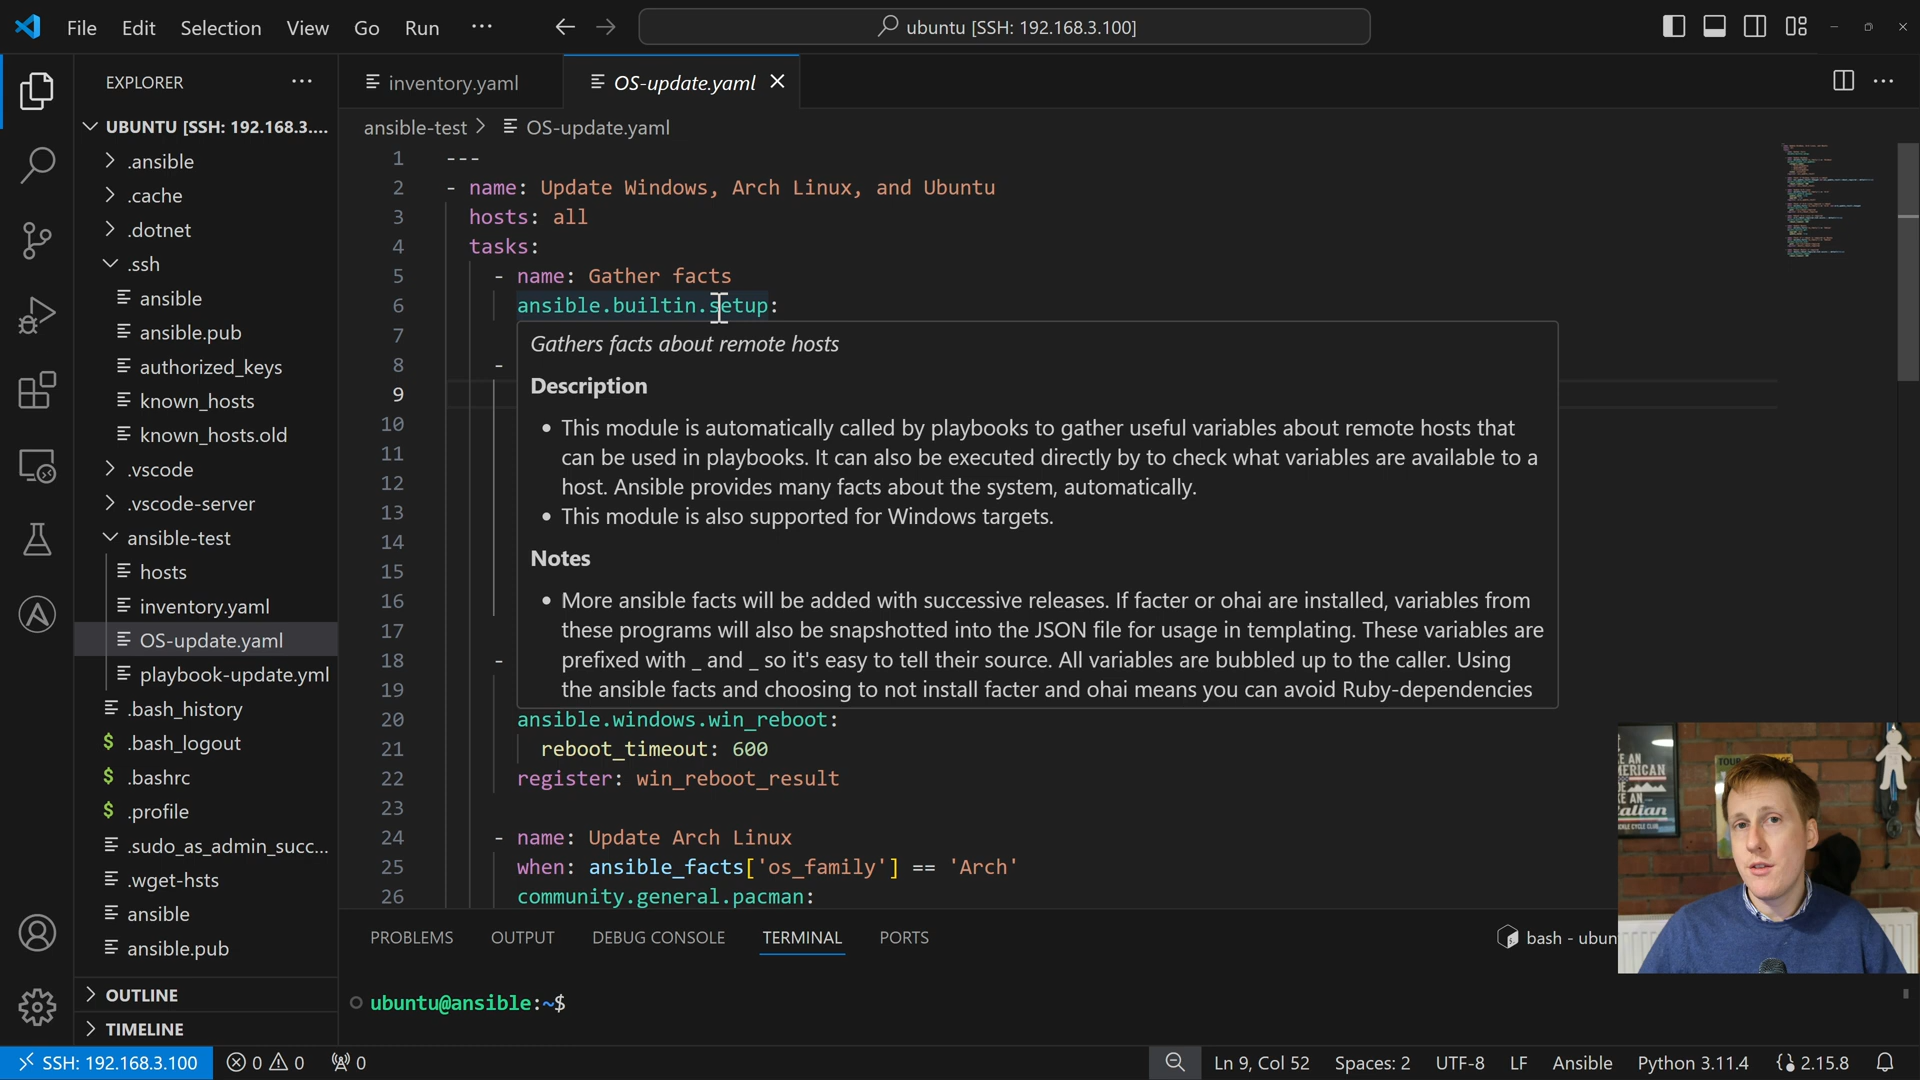 File Edit Selection View Go Run ···
ubuntu [SSH: 192.168.3.100]
EXPLORER
UBUNTU [SSH: 192.168.3....
.ansible
.cache
.dotnet
.ssh
ansible
ansible.pub
authorized_keys
known_hosts
known_hosts.old
.vscode
.vscode-server
ansible-test
hosts
inventory.yaml
OS-update.yaml
playbook-update.yml
.bash_history
$ .bash_logout
$ .bashrc
$ .profile
.sudo_as_admin_succ...
.wget-hsts
ansible
ansible.pub
OUTLINE
TIMELINE
inventory.yaml
OS-update.yaml
ansible-test > OS-update.yaml
1 ---
2 - name: Update Windows, Arch Linux, and Ubuntu
3 hosts: all
4 tasks:
5 - name: Gather facts
6 ansible.builtin.setup:
7
8 -
9
10
11
12
13
14
15
16
17
18 -
19
Gathers facts about remote hosts
Description
• This module is automatically called by playbooks to gather useful variables about remote hosts that
can be used in playbooks. It can also be executed directly by to check what variables are available to a
host. Ansible provides many facts about the system, automatically.
• This module is also supported for Windows targets.
Notes
• More ansible facts will be added with successive releases. If facter or ohai are installed, variables from
these programs will also be snapshotted into the JSON file for usage in templating. These variables are
prefixed with _ and _ so it's easy to tell their source. All variables are bubbled up to the caller. Using
the ansible facts and choosing to not install facter and ohai means you can avoid Ruby-dependencies
20 ansible.windows.win_reboot:
21 reboot_timeout: 600
22 register: win_reboot_result
23
24 - name: Update Arch Linux
25 when: ansible_facts['os_family'] == 'Arch'
26 community.general.pacman:
PROBLEMS OUTPUT DEBUG CONSOLE TERMINAL PORTS
bash - ubun
ubuntu@ansible:~$
SSH: 192.168.3.100 0 0 0
Ln 9, Col 52 Spaces: 2 UTF-8 LF Ansible Python 3.11.4 2.15.8